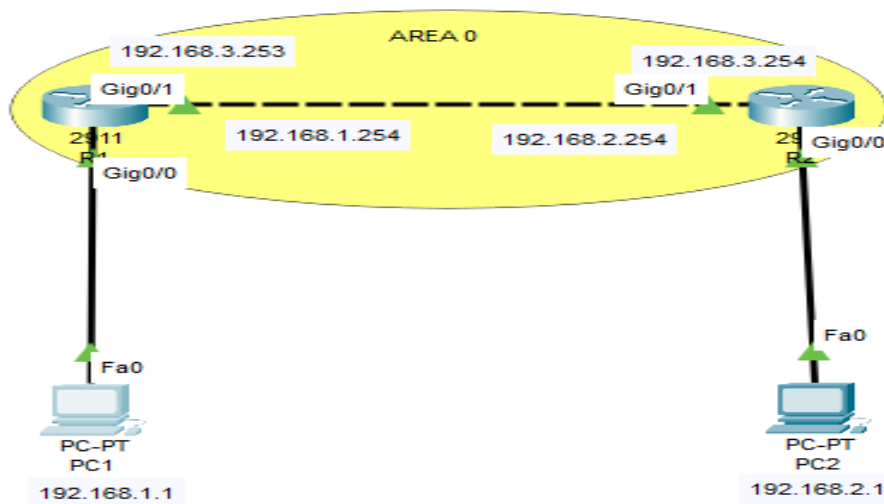 AREA 0
192.168.3.253
192.168.3.254
Gig0/1
Gig0/1
2911
R1
192.168.1.254
192.168.2.254
Gig0/0
Gig0/0
Fa0
Fa0
PC-PT
PC1
192.168.1.1
PC-PT
PC2
192.168.2.1